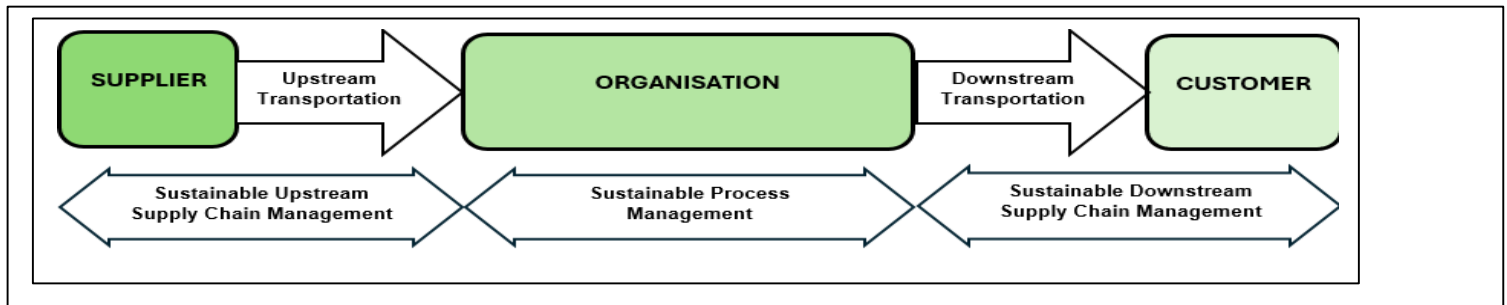 SUPPLIER
Upstream
Transportation
ORGANISATION
Downstream
Transportation
CUSTOMER
Sustainable Upstream
Supply Chain Management
Sustainable Process
Management
Sustainable Downstream
Supply Chain Management